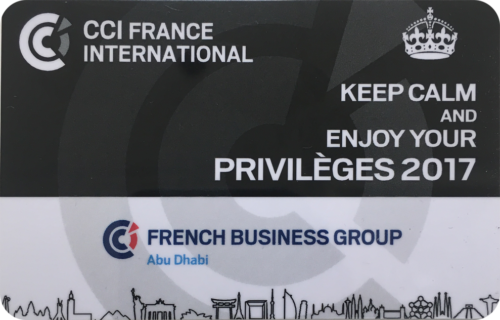 CCI FRANCE
INTERNATIONAL
KEEP CALM
AND
ENJOY YOUR
PRIVILÈGES 2017
FRENCH BUSINESS GROUP
Abu Dhabi